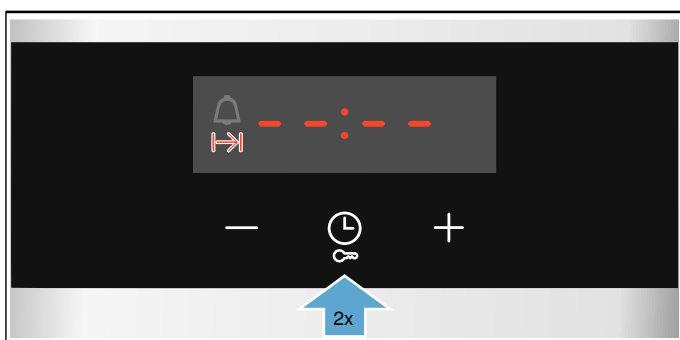 – –:– –
2x